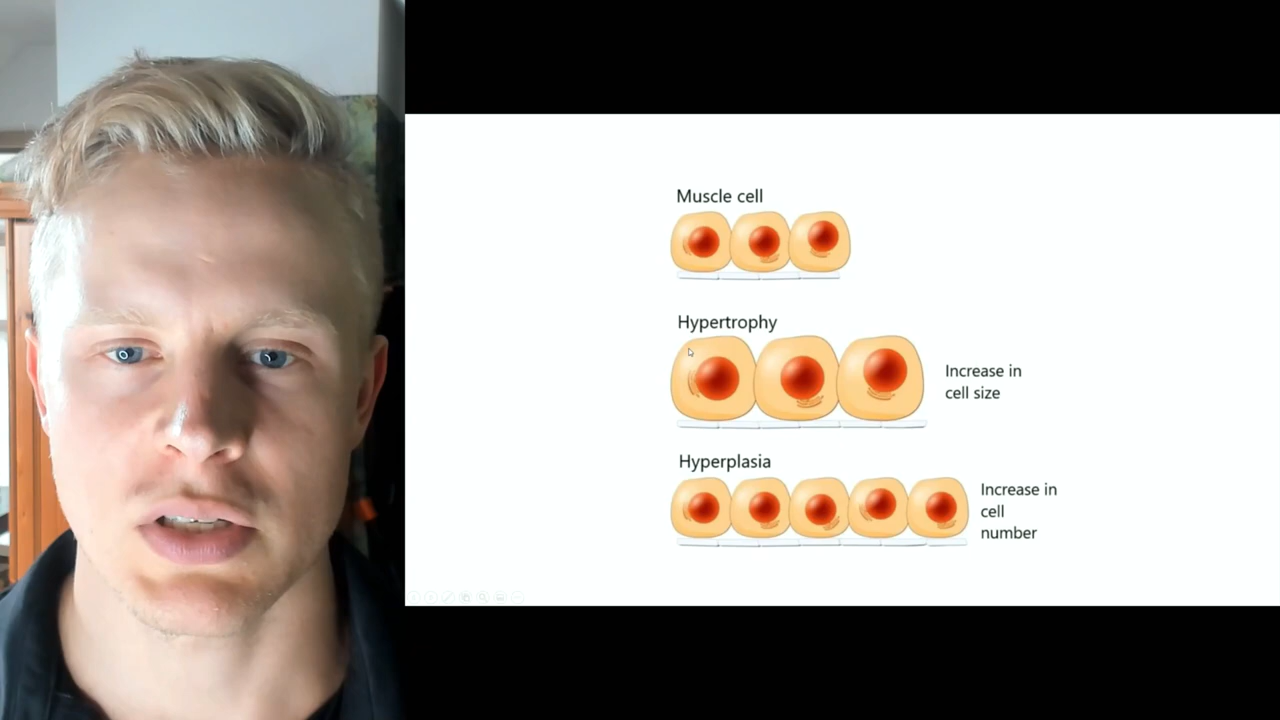 Muscle cell
Hypertrophy
Increase in
cell size
Hyperplasia
Increase in
cell
number